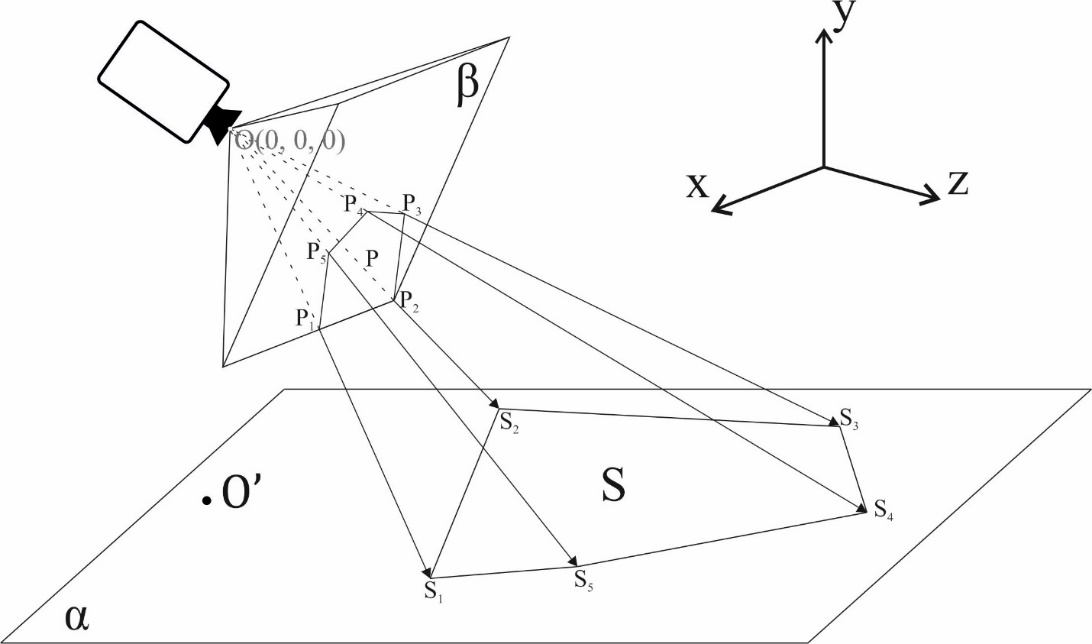 y
β
O(0, 0, 0)
x
z
P₄
P₃
P₅
P
P₂
P₁
S₂
S₃
S
.O’
S₄
S₅
S₁
α